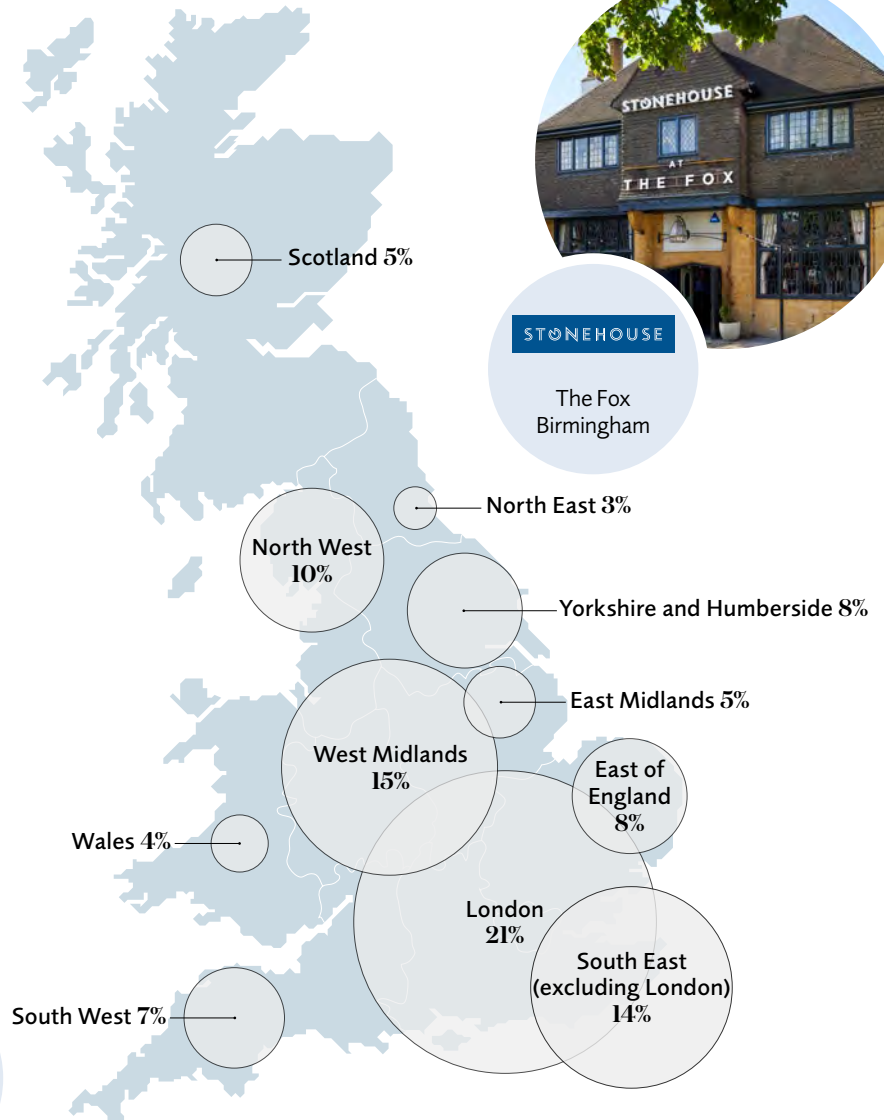 STONEHOUSE
AT
THE FOX
Scotland 5%
STONEHOUSE
The Fox
Birmingham
North East 3%
North West
10%
Yorkshire and Humberside 8%
East Midlands 5%
West Midlands
15%
East of
England
8%
Wales 4%
London
21%
South East
(excluding London)
14%
South West 7%